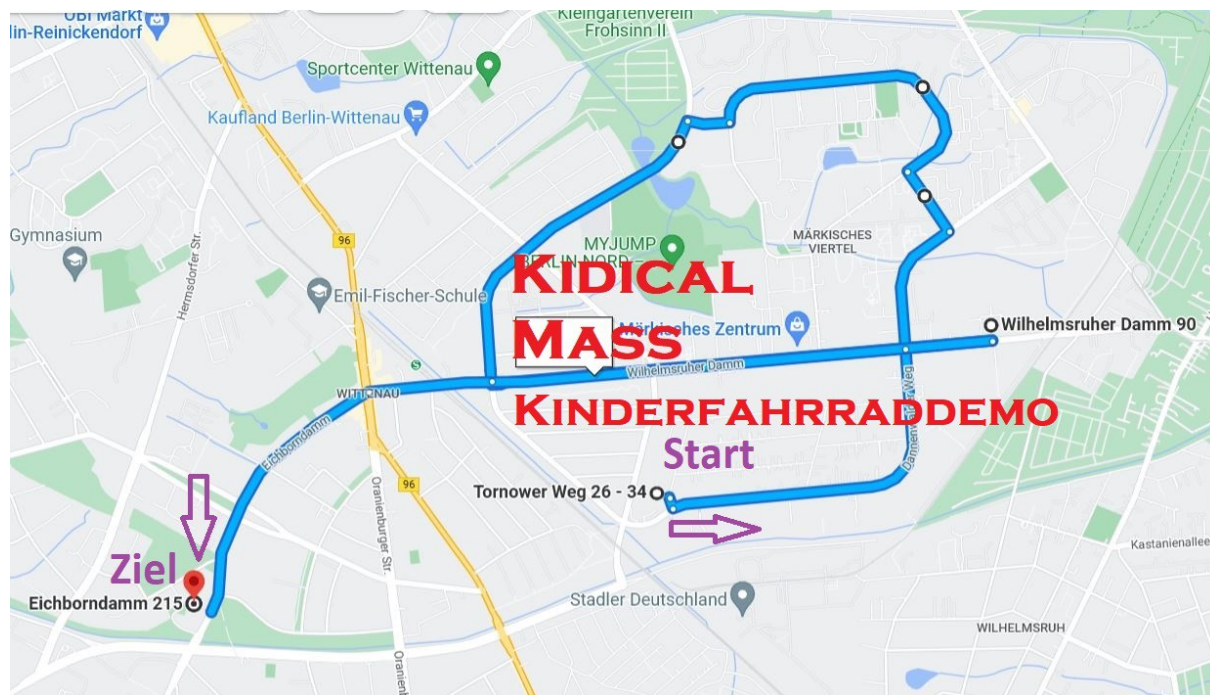 OBI Markt
lin-Reinickendorf
Kleingartenverein
Frohsinn II
Sportcenter Wittenau
Kaufland Berlin-Wittenau
Gymnasium
Hermsdorfer Str.
96
Emil-Fischer-Schule
MÄRKISCHES
VIERTEL
MYJUMP
BERLIN-NORD
KIDICAL
MASS
Märkisches Zentrum
Wilhelmsruher Damm 90
Wilhelmsruher Damm
WITTENAU
KINDERFAHRRADDEMO
Eichborndamm
Start
Dannenwalder Weg
96
Tornower Weg 26 - 34
Oranienburger Str.
Kastanienallee
Ziel
Eichborndamm 215
Stadler Deutschland
WILHELMSRUH